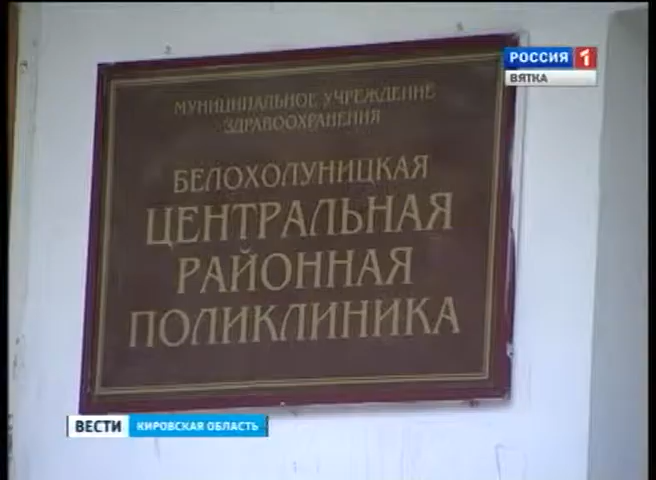 РОССИЯ 1
ВЯТКА
МУНИЦИПАЛЬНОЕ УЧРЕЖДЕНИЕ
ЗДРАВООХРАНЕНИЯ
БЕЛОХОЛУНИЦКАЯ
ЦЕНТРАЛЬНАЯ
РАЙОННАЯ
ПОЛИКЛИНИКА
ВЕСТИ КИРОВСКАЯ ОБЛАСТЬ